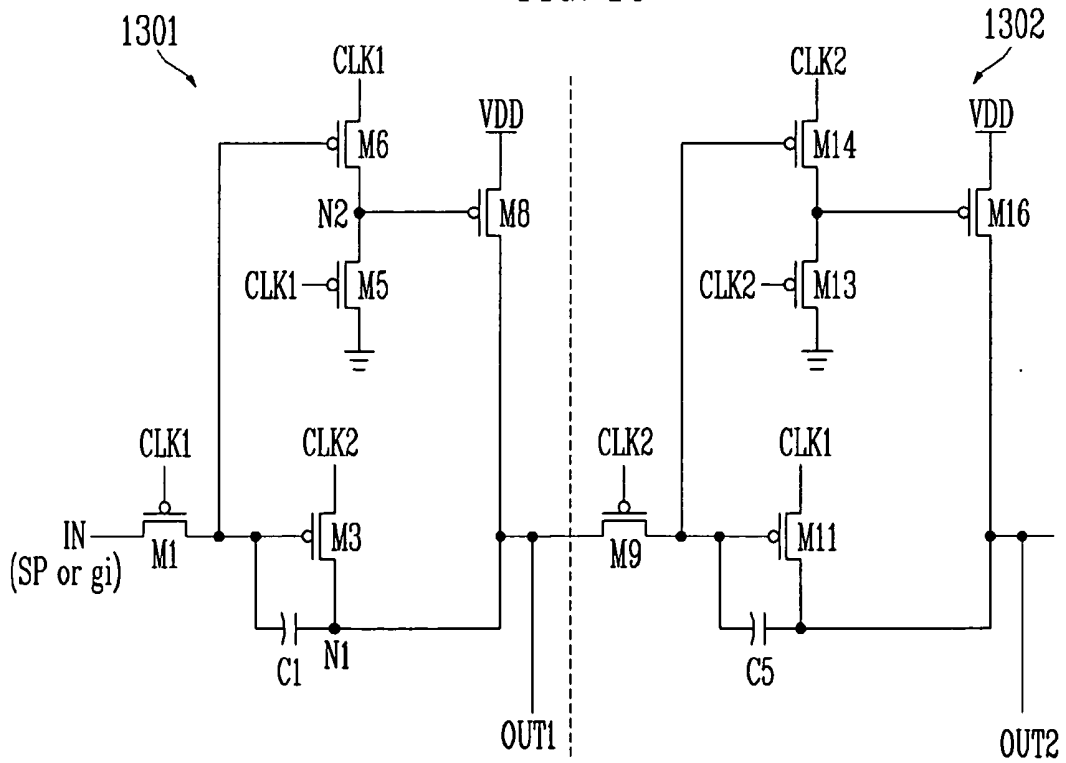 1301
1302
CLK1
CLK2
VDD
VDD
M6
M14
N2
M8
M16
CLK1
M5
CLK2
M13
CLK1
CLK2
CLK2
CLK1
IN
(SP or gi)
M1
M3
M9
M11
C1
N1
C5
OUT1
OUT2